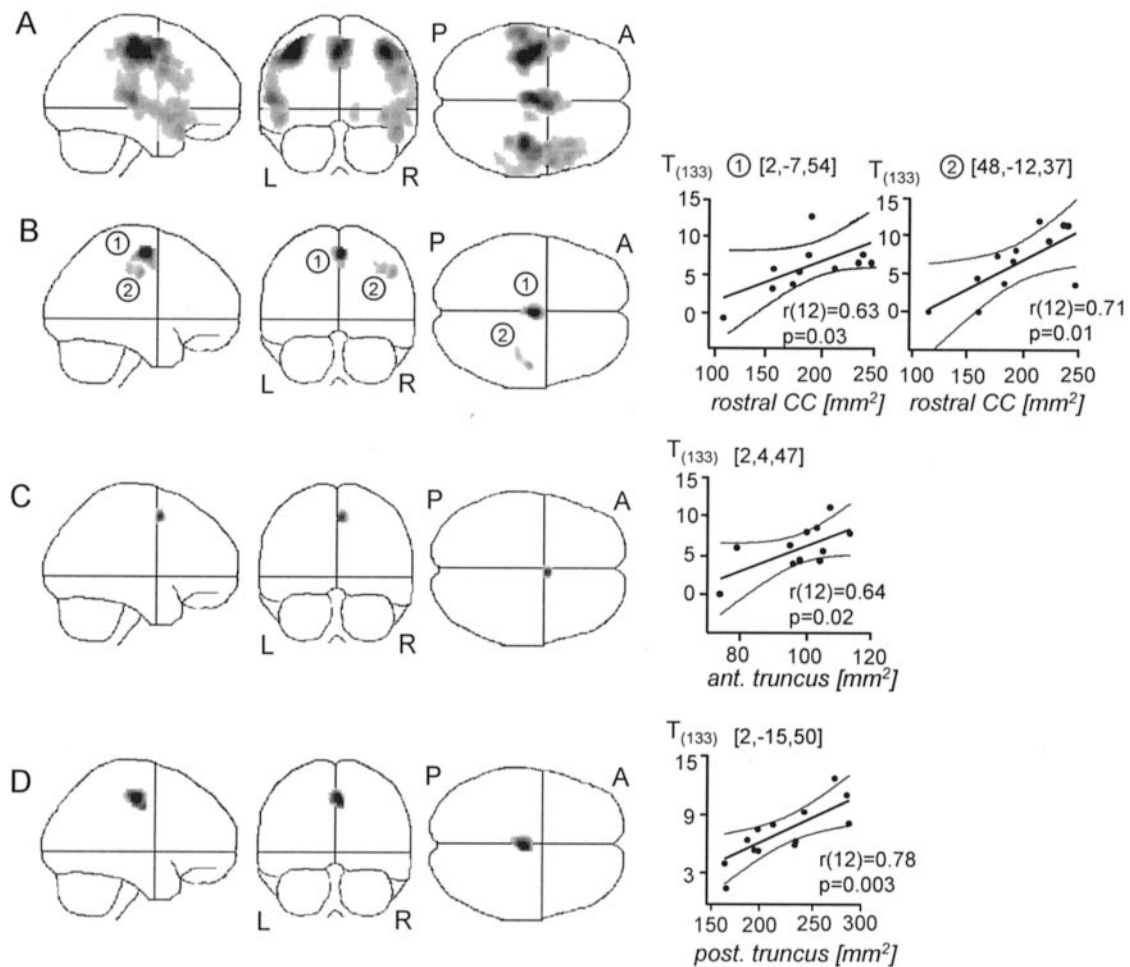 A
P
A
L
R
B
①
②
①
②
P
A
①
②
L
R
T(133) ① [2,-7,54]
15
10
5
0
r(12)=0.63
p=0.03
100 150 200 250
rostral CC [mm²]
T(133) ② [48,-12,37]
15
10
5
0
r(12)=0.71
p=0.01
100 150 200 250
rostral CC [mm²]
C
P
A
L
R
T(133) [2,4,47]
15
10
5
0
r(12)=0.64
p=0.02
80 100 120
ant. truncus [mm²]
D
P
A
L
R
T(133) [2,-15,50]
15
9
3
r(12)=0.78
p=0.003
150 200 250 300
post. truncus [mm²]